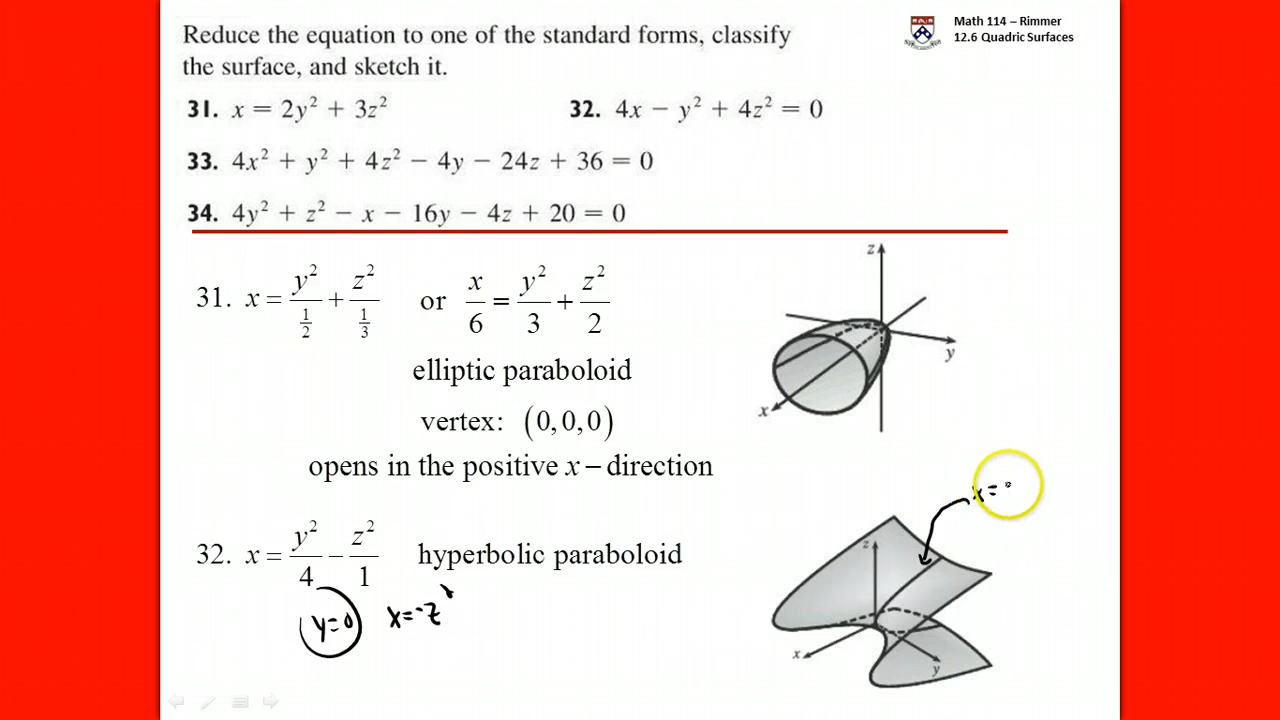 Reduce the equation to one of the standard forms, classify
the surface, and sketch it.
Math 114 – Rimmer
12.6 Quadric Surfaces
31. x = 2y² + 3z²
32. 4x − y² + 4z² = 0
33. 4x² + y² + 4z² − 4y − 24z + 36 = 0
34. 4y² + z² − x − 16y − 4z + 20 = 0
31. x = y²/(1/2) + z²/(1/3) or x/6 = y²/3 + z²/2
elliptic paraboloid
vertex: (0,0,0)
opens in the positive x – direction
z
y
x
32. x = y²/4 − z²/1 hyperbolic paraboloid
y=0 x=-z²
x=
z
x
y